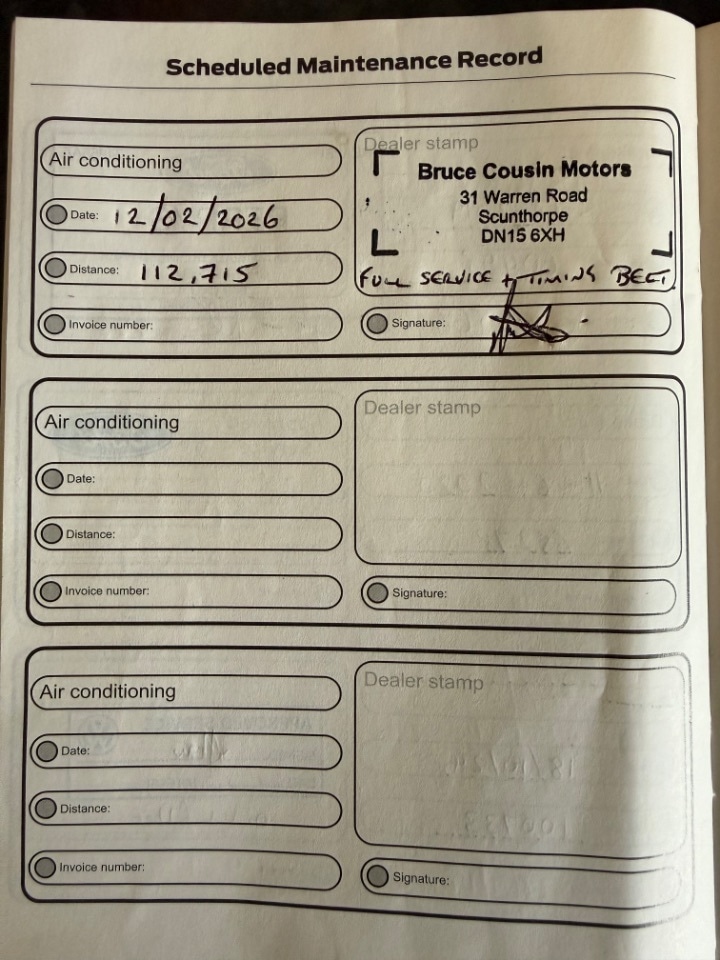 Scheduled Maintenance Record
Air conditioning
Date: 12/02/2026
Distance: 112,715
Invoice number:
Dealer stamp
Bruce Cousin Motors
31 Warren Road
Scunthorpe
DN15 6XH
FULL SERVICE + TIMING BELT.
Signature:
Air conditioning
Date:
Distance:
Invoice number:
Dealer stamp
Signature:
Air conditioning
Date:
Distance:
Invoice number:
Dealer stamp
Signature: